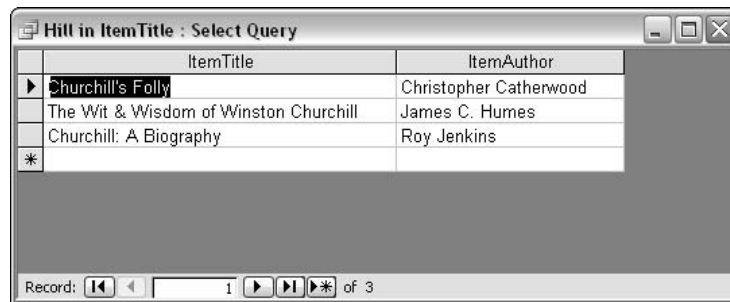 Hill in ItemTitle : Select Query
ItemTitle ItemAuthor
Churchill's Folly Christopher Catherwood
The Wit & Wisdom of Winston Churchill James C. Humes
Churchill: A Biography Roy Jenkins
Record: 1 of 3